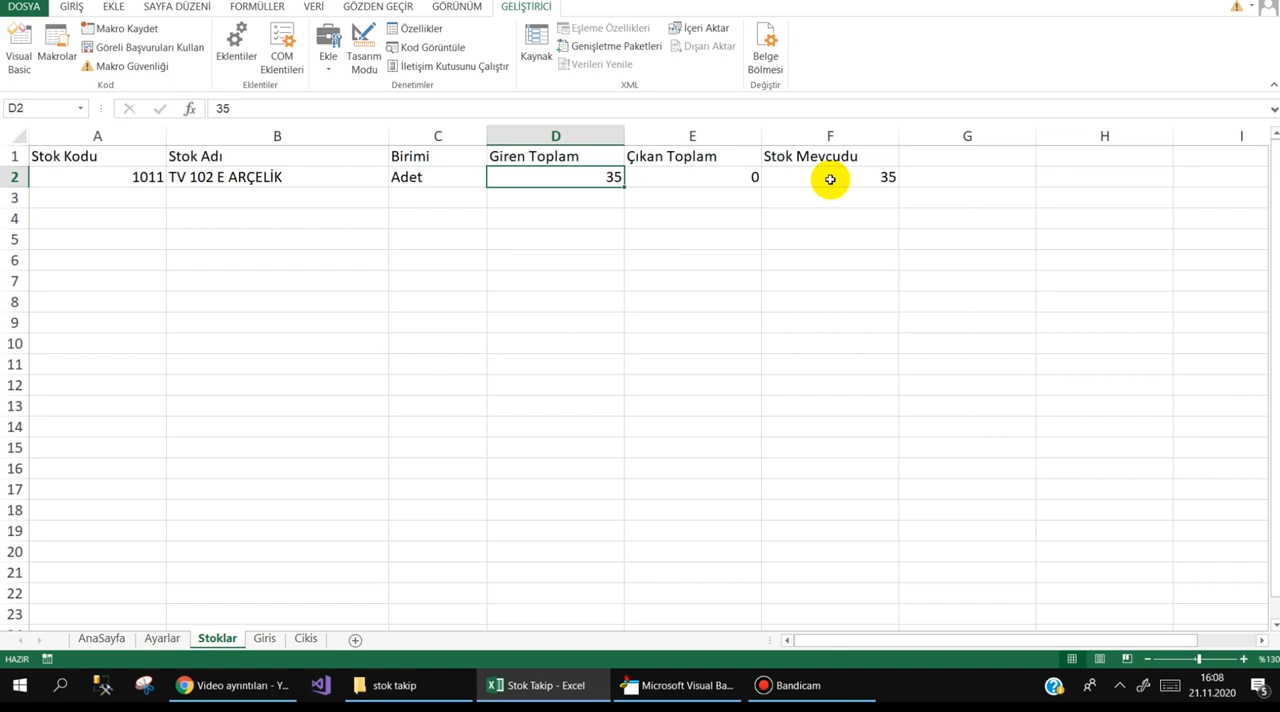 DOSYA GİRİŞ EKLE SAYFA DÜZENİ FORMÜLLER VERİ GÖZDEN GEÇİR GÖRÜNÜM GELİŞTİRİCİ
Visual Basic
Makrolar
Makro Kaydet
Göreli Başvuruları Kullan
Makro Güvenliği
Kod
Eklentiler
COM Eklentileri
Eklentiler
Ekle
Tasarım Modu
Özellikler
Kod Görüntüle
İletişim Kutusunu Çalıştır
Denetimler
Kaynak
Eşleme Özellikleri
Genişletme Paketleri
Verileri Yenile
İçeri Aktar
Dışarı Aktar
XML
Belge Bölmesi
Değiştir
D2 fx 35
A B C D E F G H I
1 Stok Kodu Stok Adı Birimi Giren Toplam Çıkan Toplam Stok Mevcudu
2 1011 TV 102 E ARÇELİK Adet 35 0 35
3
4
5
6
7
8
9
10
11
12
13
14
15
16
17
18
19
20
21
22
23
AnaSayfa Ayarlar Stoklar Giris Cikis
HAZIR %130
Video ayrıntıları - Y... stok takip Stok Takip - Excel Microsoft Visual Ba... Bandicam 16:08
21.11.2020 5